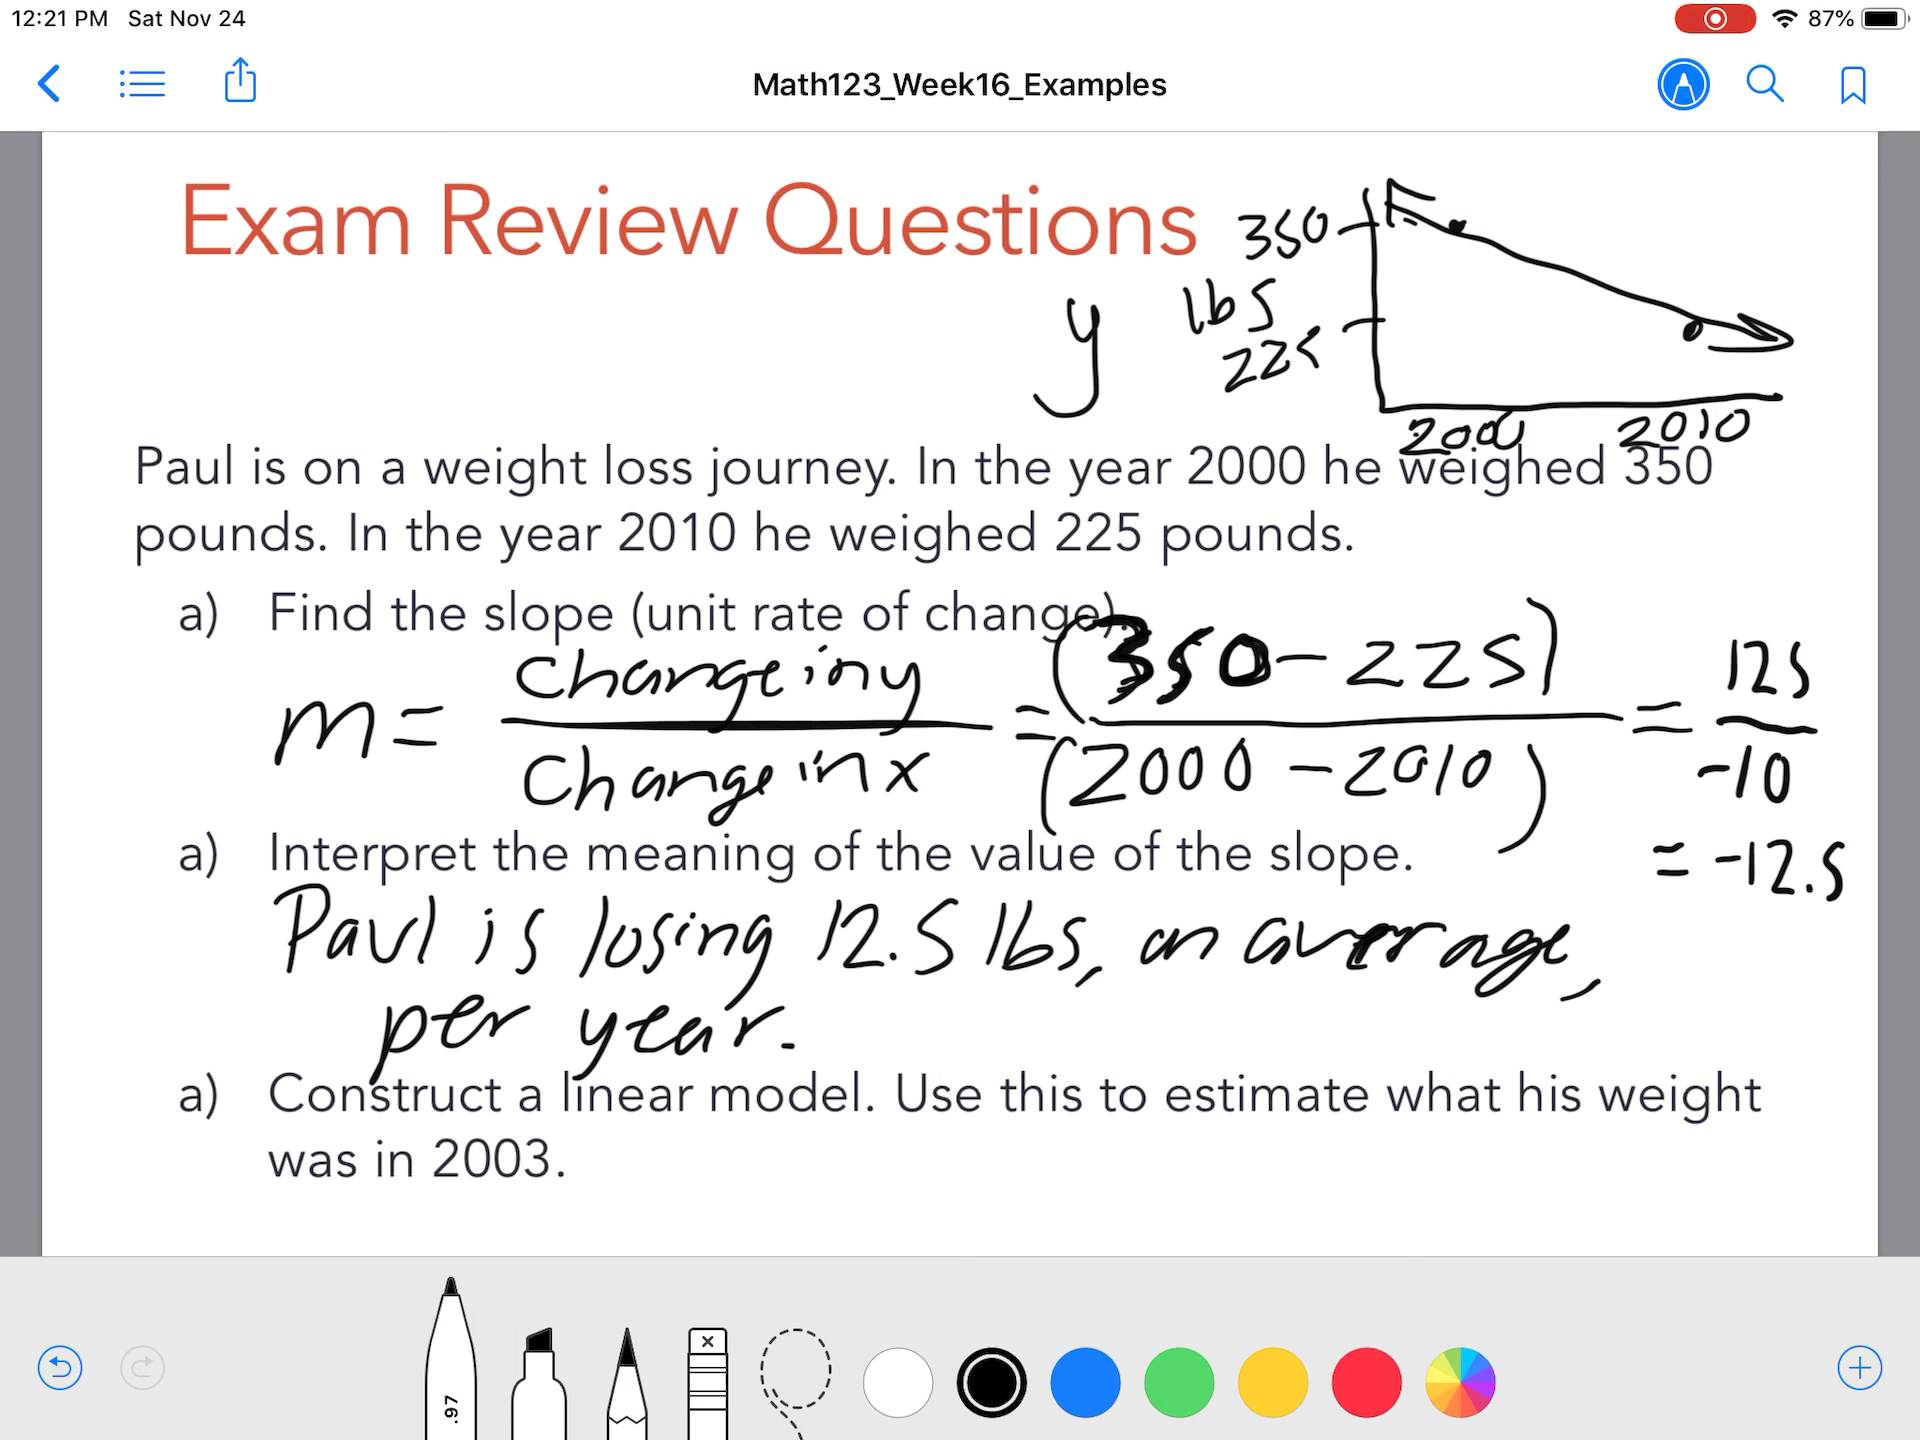 12:21 PM Sat Nov 24
87%
Math123_Week16_Examples
Exam Review Questions
350
lbs
y
225
2000 2010
Paul is on a weight loss journey. In the year 2000 he weighed 350
pounds. In the year 2010 he weighed 225 pounds.
a) Find the slope (unit rate of change).
m = change in y / change in x = (350 - 225) / (2000 - 2010) = 125 / -10
= -12.5
a) Interpret the meaning of the value of the slope.
Paul is losing 12.5 lbs, on average,
per year.
a) Construct a linear model. Use this to estimate what his weight
was in 2003.
.97